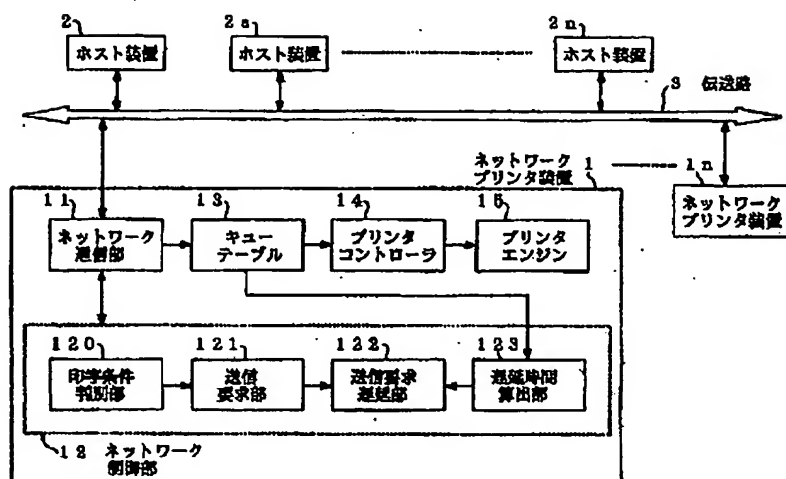 2
2a
2n
ホスト装置
ホスト装置
ホスト装置
3 伝送路
ネットワーク
プリンタ装置
1
1n
ネットワーク
プリンタ装置
11
ネットワーク
通信部
13
キュー
テーブル
14
プリンタ
コントローラ
15
プリンタ
エンジン
120
印字条件
判別部
121
送信
要求部
122
送信要求
遅延部
123
遅延時間
算出部
12 ネットワーク
制御部